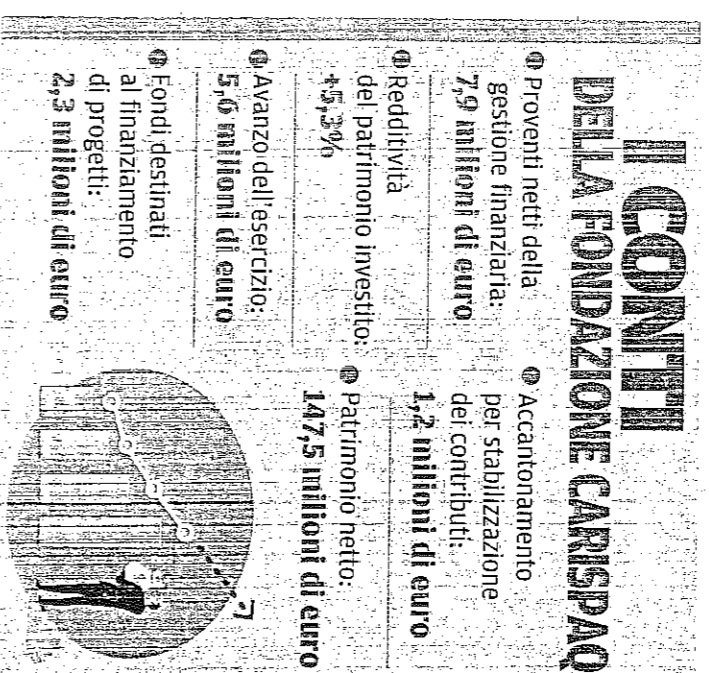 I CONTI
DELLA FONDAZIONE CARISPAQ
Proventi netti della
gestione finanziaria:
7,9 milioni di euro
Redditività
del patrimonio investito:
+5,3%
Avanzo dell'esercizio:
5,6 milioni di euro
Fondi destinati
al finanziamento
di progetti:
2,3 milioni di euro
Accantonamento
per stabilizzazione
dei contributi:
1,2 milioni di euro
Patrimonio netto:
147,5 milioni di euro